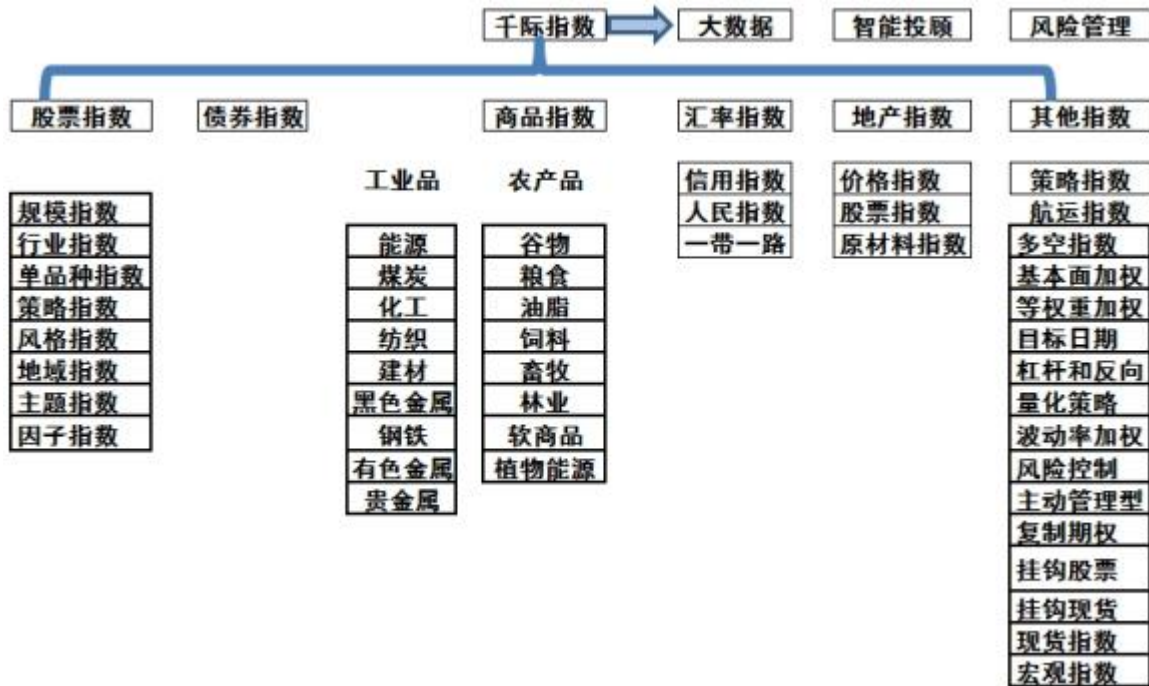 千际指数 大数据 智能投顾 风险管理
股票指数 债券指数 商品指数 汇率指数 地产指数 其他指数
工业品 农产品 信用指数 价格指数 策略指数
规模指数 人民指数 股票指数 航运指数
行业指数 能源 谷物 一带一路 原材料指数 多空指数
单品种指数 煤炭 粮食 基本面加权
策略指数 化工 油脂 等权重加权
风格指数 纺织 饲料 目标日期
地域指数 建材 畜牧 杠杆和反向
主题指数 黑色金属 林业 量化策略
因子指数 钢铁 软商品 波动率加权
有色金属 植物能源 风险控制
贵金属 主动管理型
复制期权
挂钩股票
挂钩现货
现货指数
宏观指数